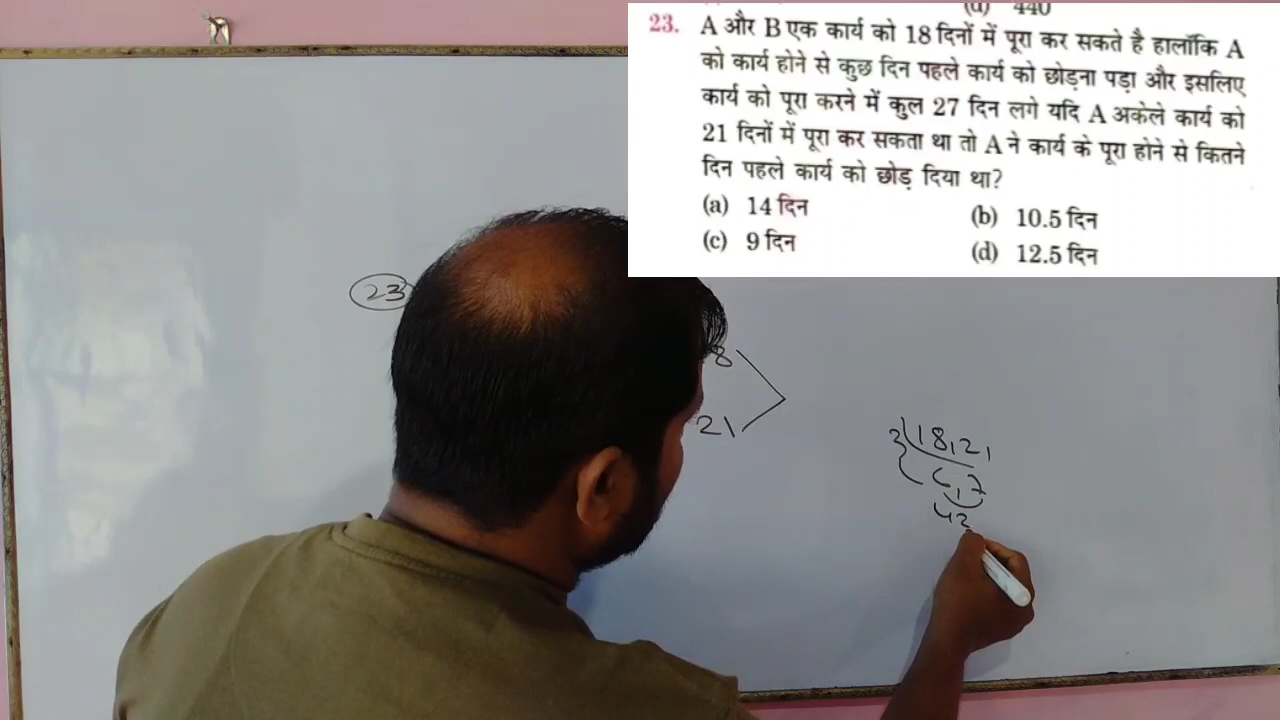 (d) 440
23. A और B एक कार्य को 18 दिनों में पूरा कर सकते है हालाँकि A
को कार्य होने से कुछ दिन पहले कार्य को छोड़ना पड़ा और इसलिए
कार्य को पूरा करने में कुल 27 दिन लगे यदि A अकेले कार्य को
21 दिनों में पूरा कर सकता था तो A ने कार्य के पूरा होने से कितने
दिन पहले कार्य को छोड़ दिया था?
(a) 14 दिन
(b) 10.5 दिन
(c) 9 दिन
(d) 12.5 दिन
23
8
21
3 18, 21
6, 7
42